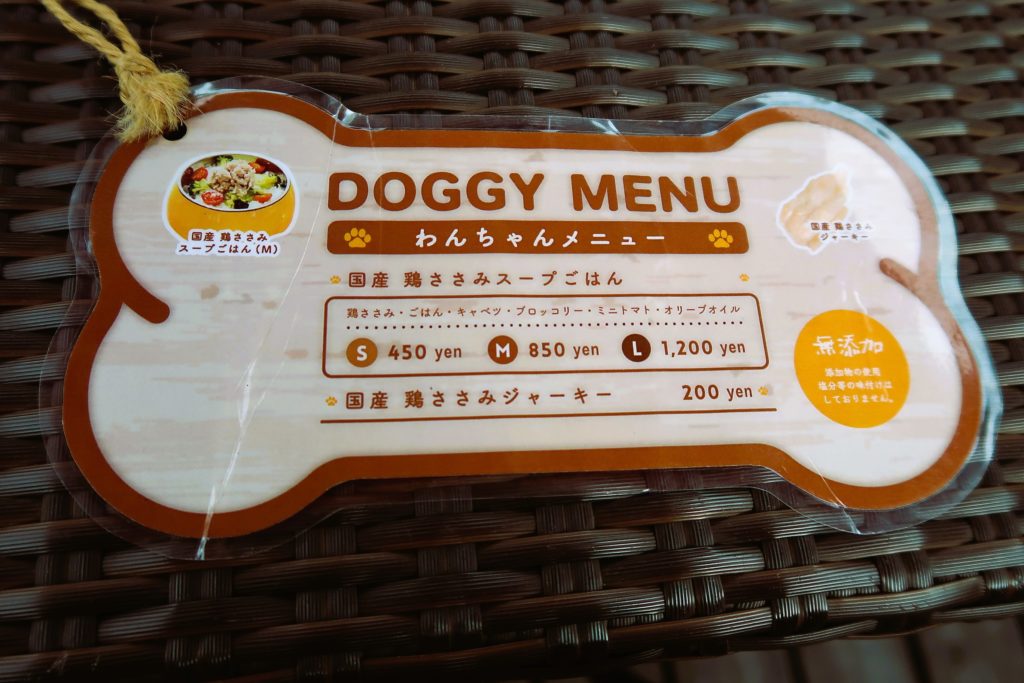 DOGGY MENU
わんちゃんメニュー
国産 鶏ささみ
スープごはん(M)
国産 鶏ささみ
ジャーキー
国産 鶏ささみスープごはん
鶏ささみ・ごはん・キャベツ・ブロッコリー・ミニトマト・オリーブオイル
S 450 yen M 850 yen L 1,200 yen
国産 鶏ささみジャーキー 200 yen
無添加
添加物の使用
塩分等の味付けは
しておりません。